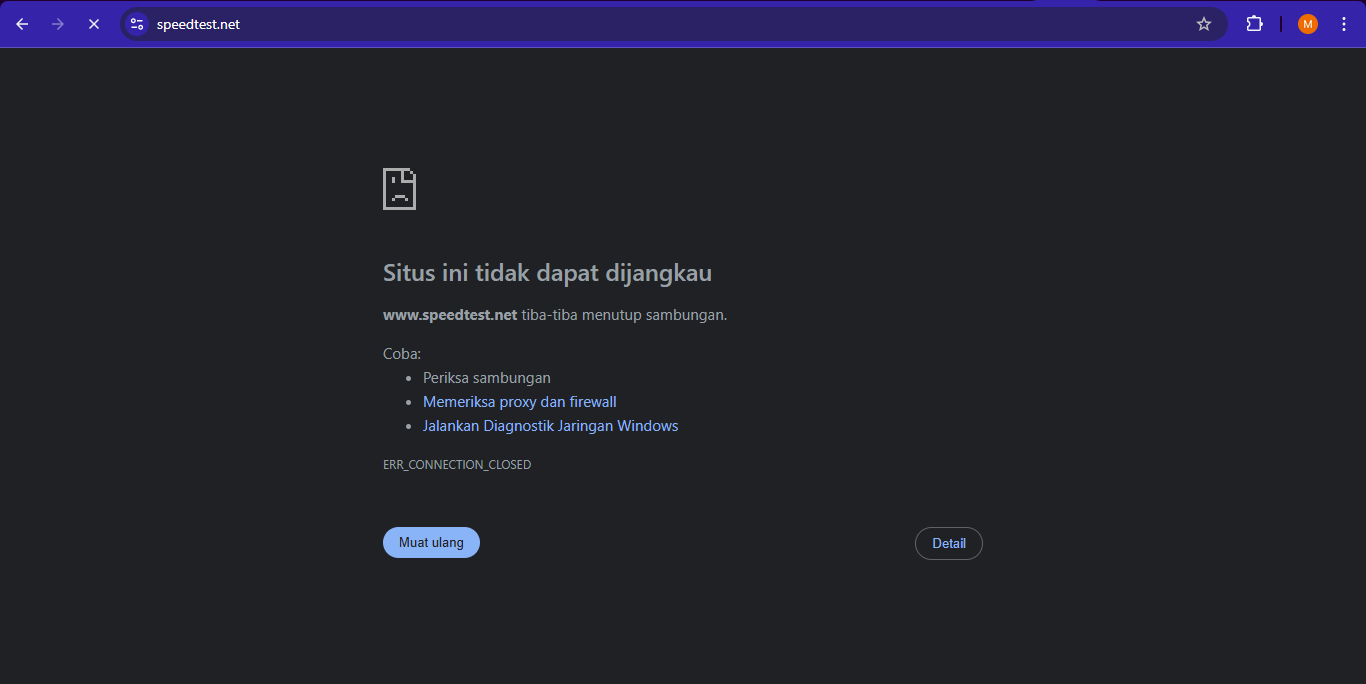 speedtest.net
M
Situs ini tidak dapat dijangkau
www.speedtest.net tiba-tiba menutup sambungan.
Coba:
• Periksa sambungan
• Memeriksa proxy dan firewall
• Jalankan Diagnostik Jaringan Windows
ERR_CONNECTION_CLOSED
Muat ulang
Detail